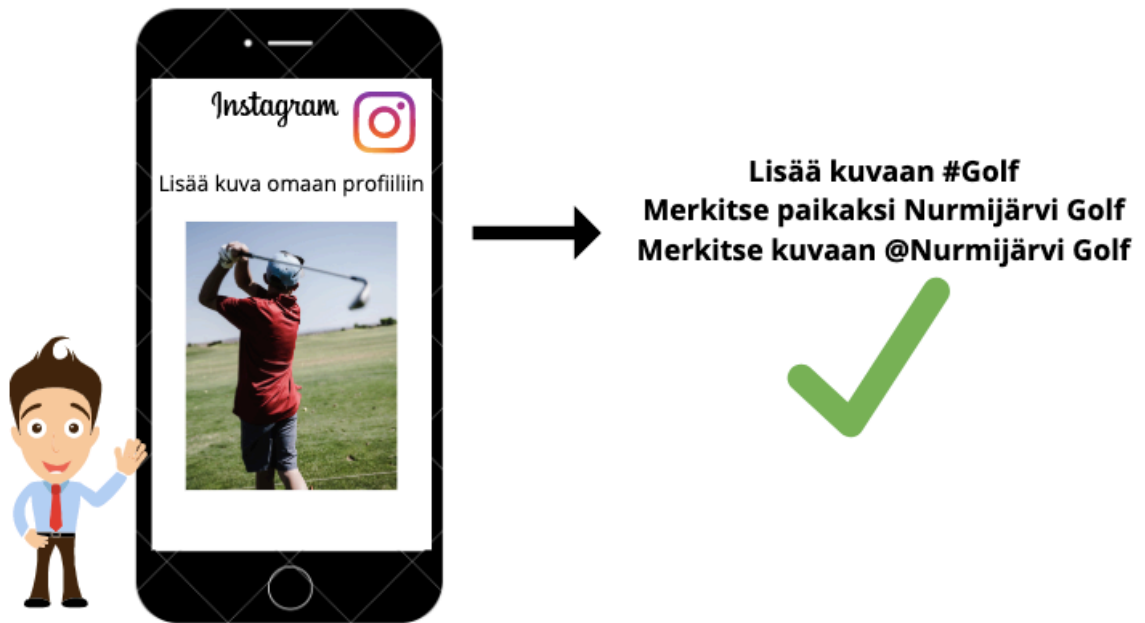 Instagram
Lisää kuva omaan profiiliin
Lisää kuvaan #Golf
Merkitse paikaksi Nurmijärvi Golf
Merkitse kuvaan @Nurmijärvi Golf